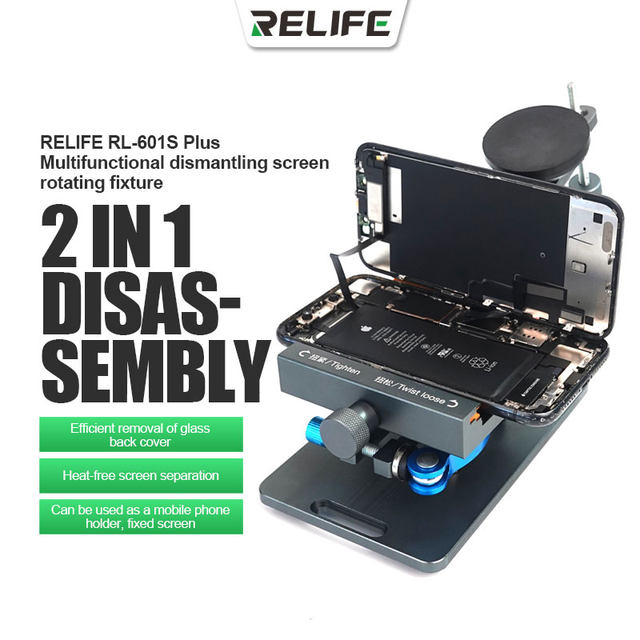 RELIFE
RELIFE RL-601S Plus
Multifunctional dismantling screen
rotating fixture
2 IN 1
DISAS-
SEMBLY
Efficient removal of glass
back cover
Heat-free screen separation
Can be used as a mobile phone
holder, fixed screen
扭紧/Tighten
扭松/Twist loose